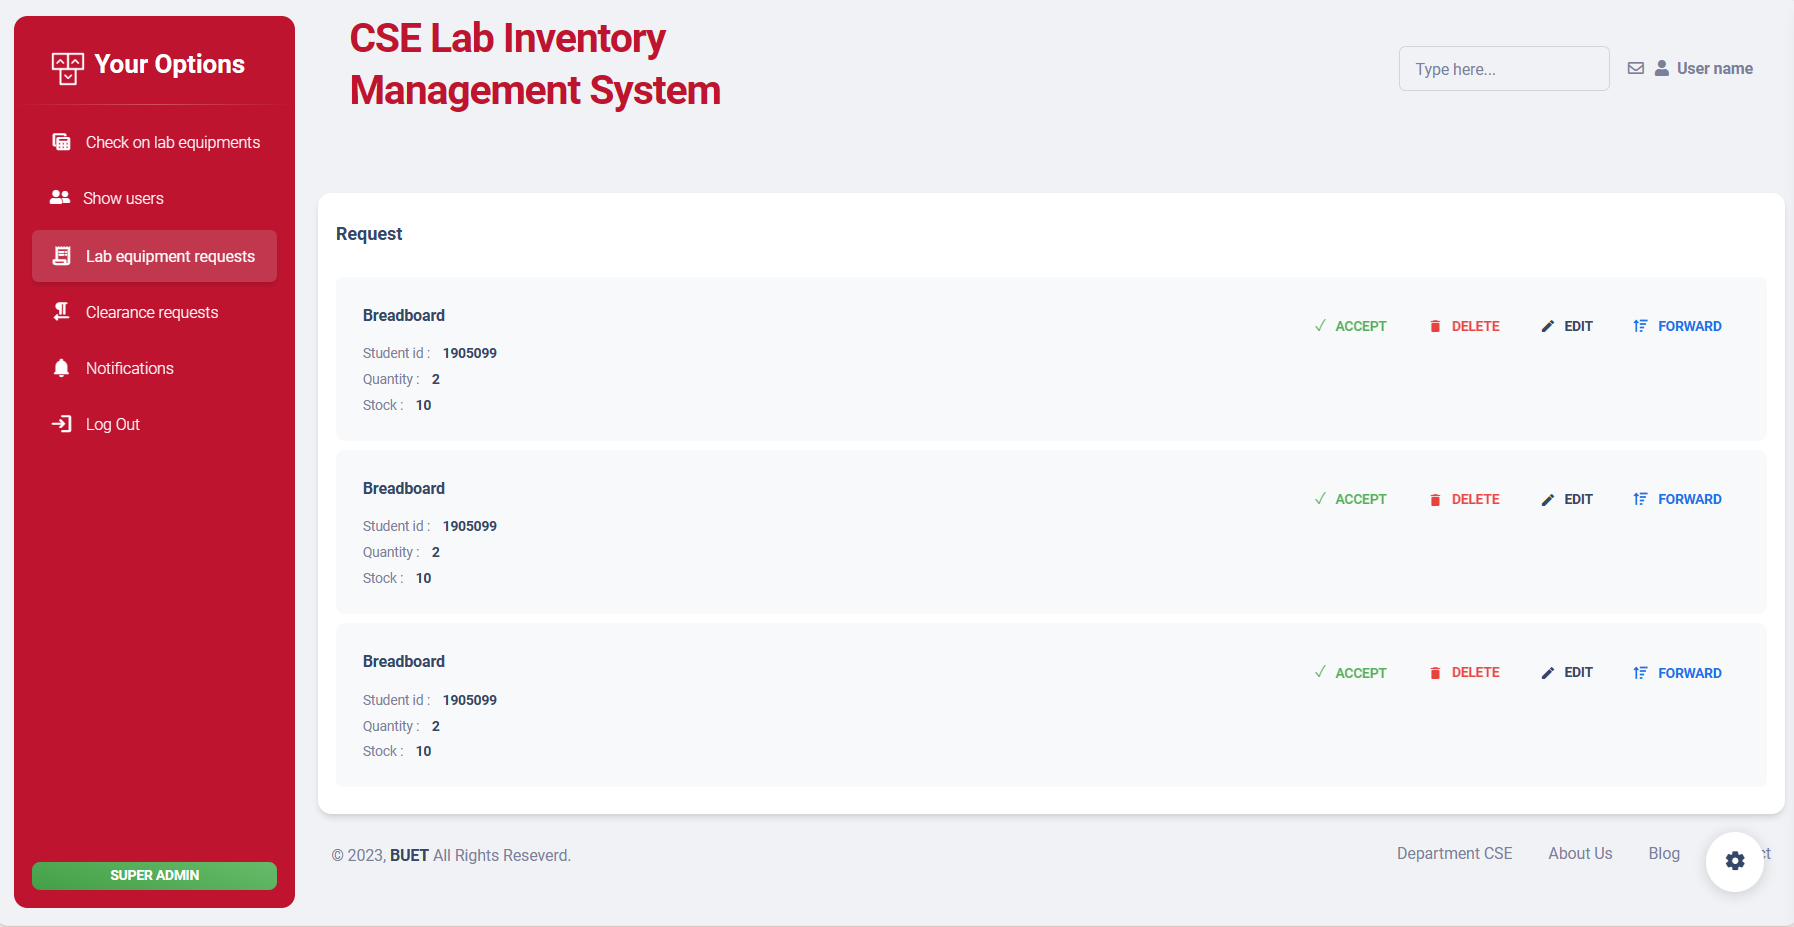 Your Options
Check on lab equipments
Show users
Lab equipment requests
Clearance requests
Notifications
Log Out
SUPER ADMIN
CSE Lab Inventory
Management System
Type here...
User name
Request
Breadboard
ACCEPT DELETE EDIT FORWARD
Student id : 1905099
Quantity : 2
Stock : 10
Breadboard
ACCEPT DELETE EDIT FORWARD
Student id : 1905099
Quantity : 2
Stock : 10
Breadboard
ACCEPT DELETE EDIT FORWARD
Student id : 1905099
Quantity : 2
Stock : 10
© 2023, BUET All Rights Reseverd.
Department CSE About Us Blog